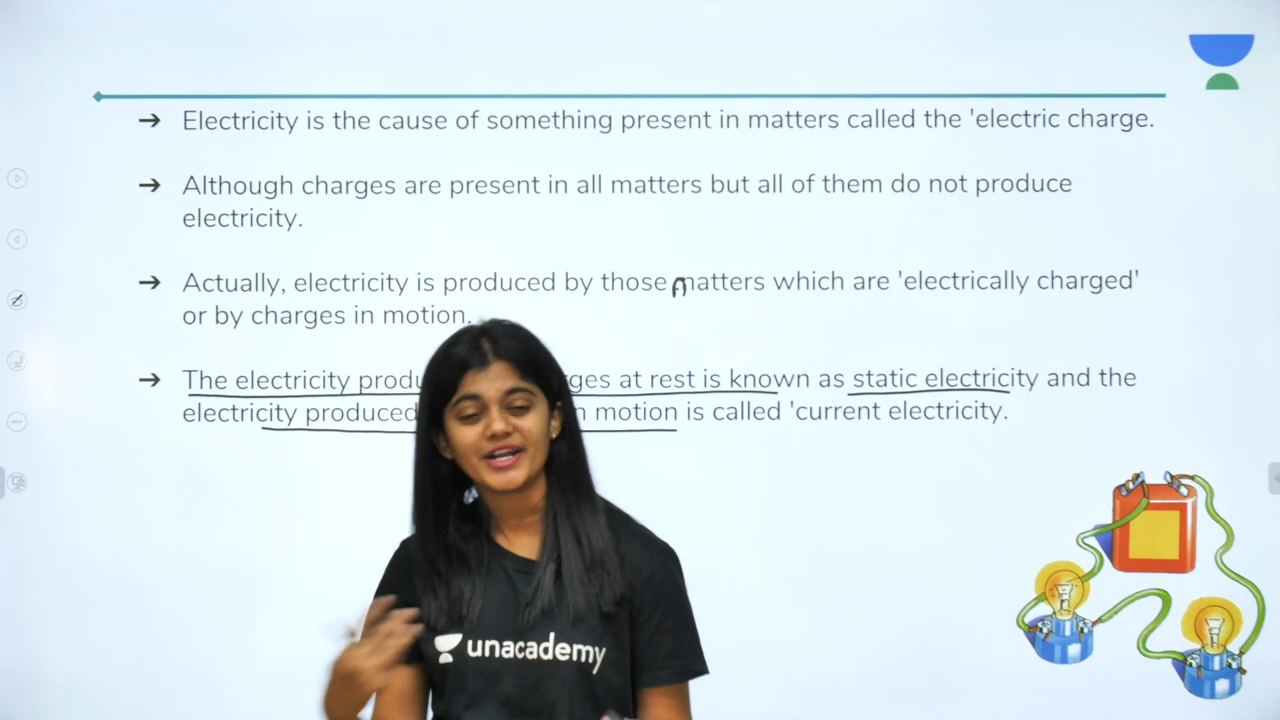 → Electricity is the cause of something present in matters called the 'electric charge.
→ Although charges are present in all matters but all of them do not produce
electricity.
→ Actually, electricity is produced by those matters which are 'electrically charged'
or by charges in motion.
→ The electricity produ ges at rest is known as static electricity and the
electricity produced n motion is called 'current electricity.
unacademy